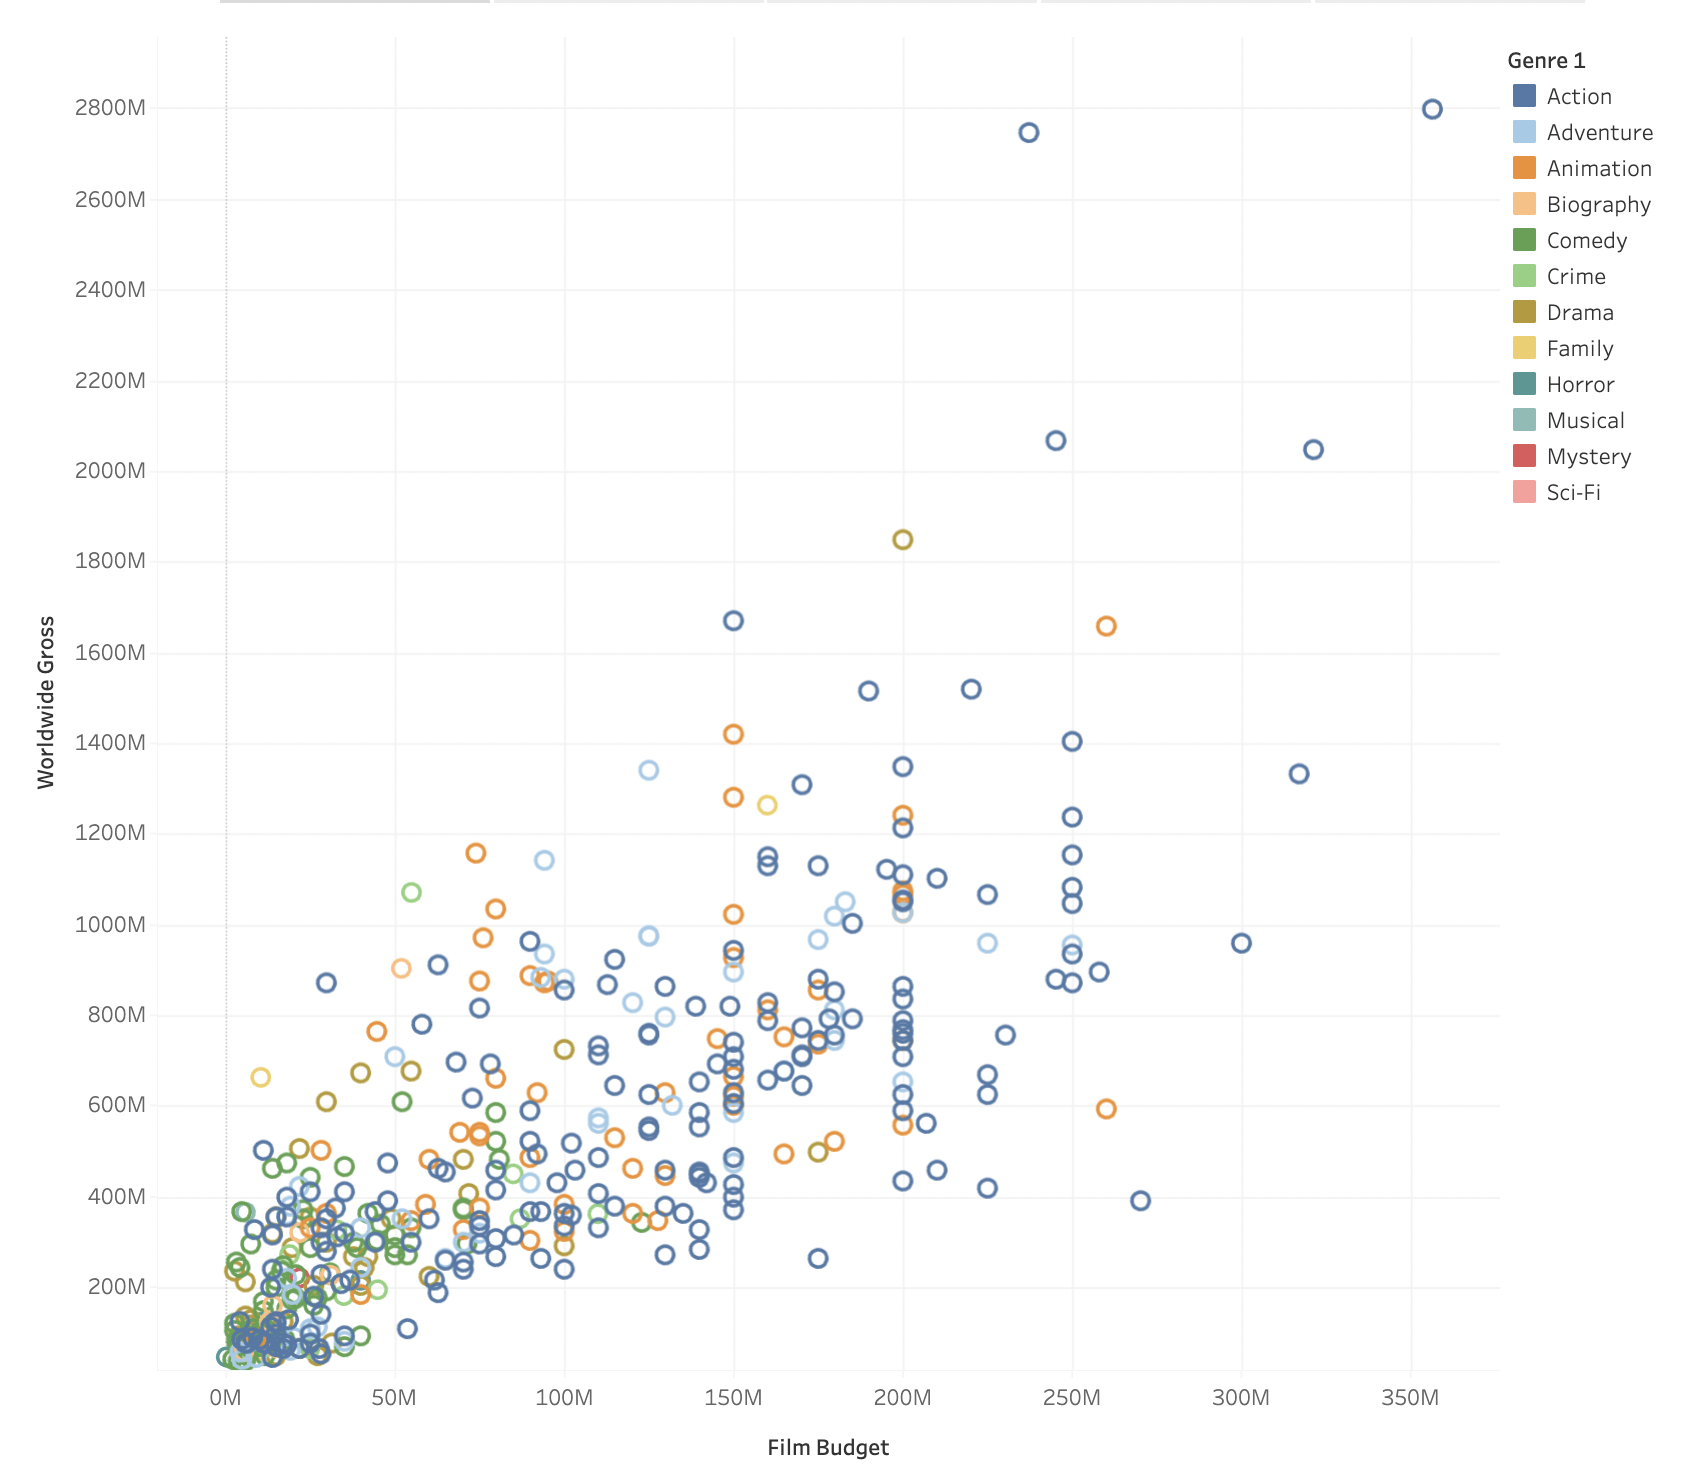 Genre 1
Action
Adventure
Animation
Biography
Comedy
Crime
Drama
Family
Horror
Musical
Mystery
Sci-Fi
Worldwide Gross
2800M
2600M
2400M
2200M
2000M
1800M
1600M
1400M
1200M
1000M
800M
600M
400M
200M
0M 50M 100M 150M 200M 250M 300M 350M
Film Budget